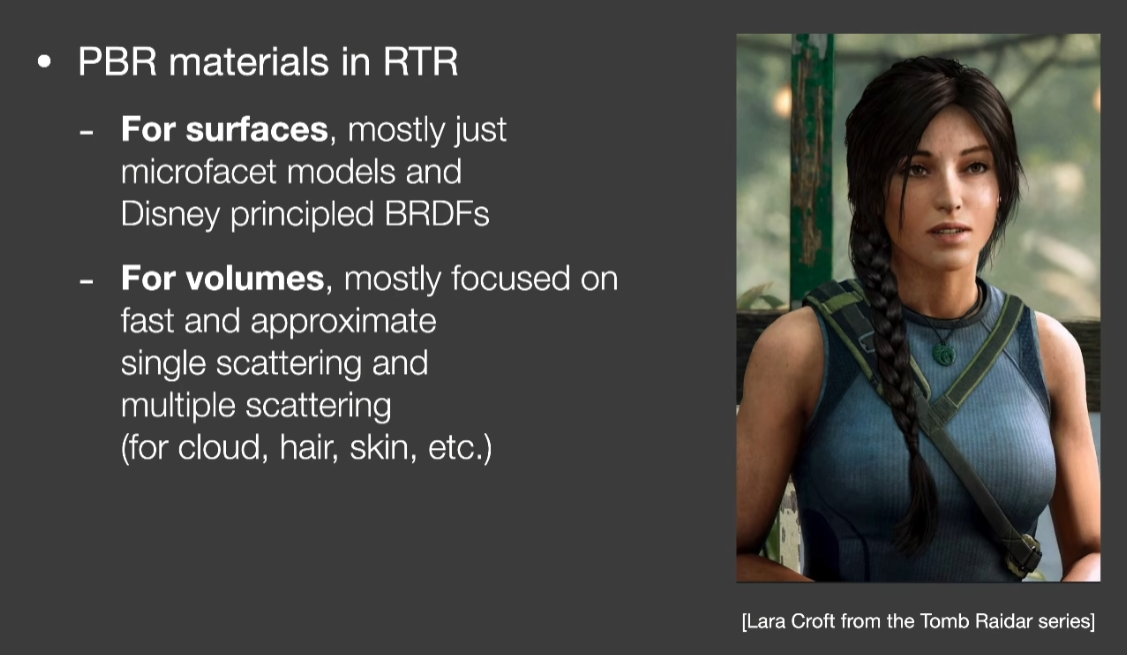 • PBR materials in RTR
- For surfaces, mostly just
microfacet models and
Disney principled BRDFs
- For volumes, mostly focused on
fast and approximate
single scattering and
multiple scattering
(for cloud, hair, skin, etc.)
[Lara Croft from the Tomb Raidar series]